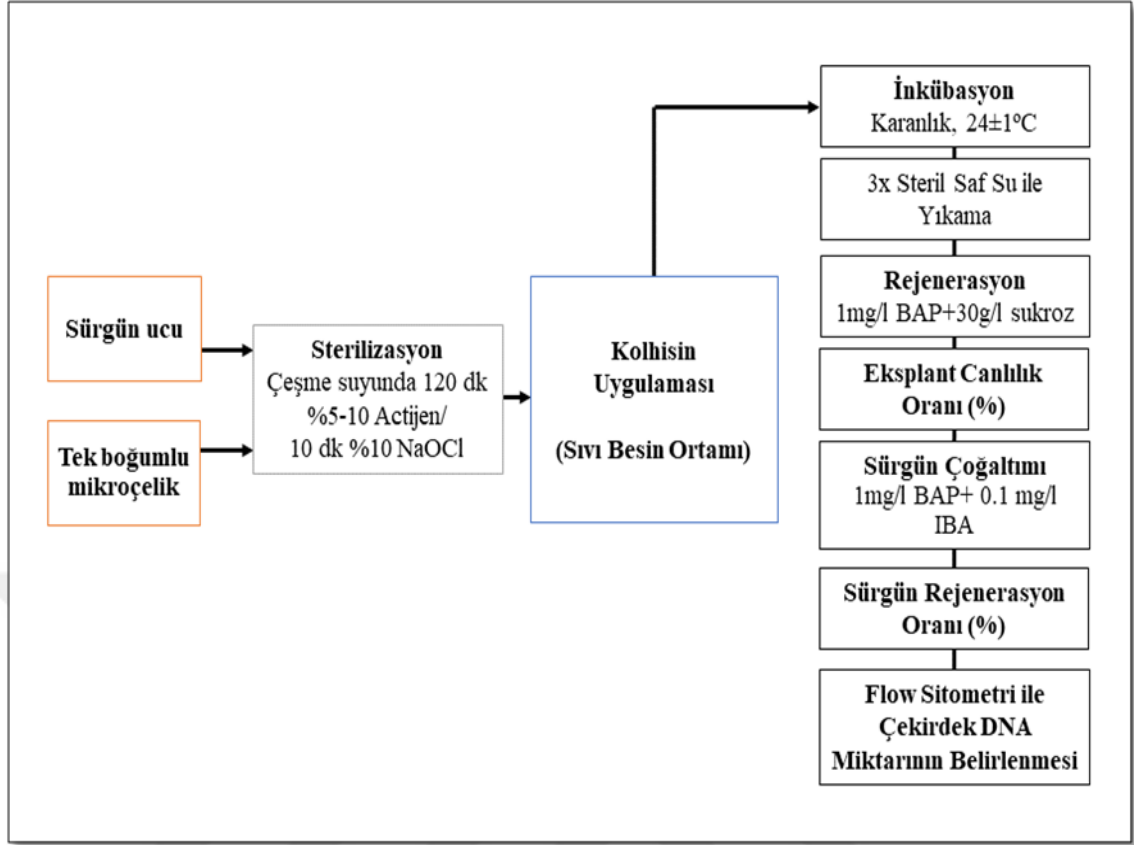 Sürgün ucu
Tek boğumlu
mikroçelik
Sterilizasyon
Çeşme suyunda 120 dk
%5-10 Actijen/
10 dk %10 NaOCl
Kolhisin
Uygulaması
(Sıvı Besin Ortamı)
İnkübasyon
Karanlık, 24±1ºC
3x Steril Saf Su ile
Yıkama
Rejenerasyon
1mg/l BAP+30g/l sukroz
Eksplant Canlılık
Oranı (%)
Sürgün Çoğaltımı
1mg/l BAP+ 0.1 mg/l
IBA
Sürgün Rejenerasyon
Oranı (%)
Flow Sitometri ile
Çekirdek DNA
Miktarının Belirlenmesi